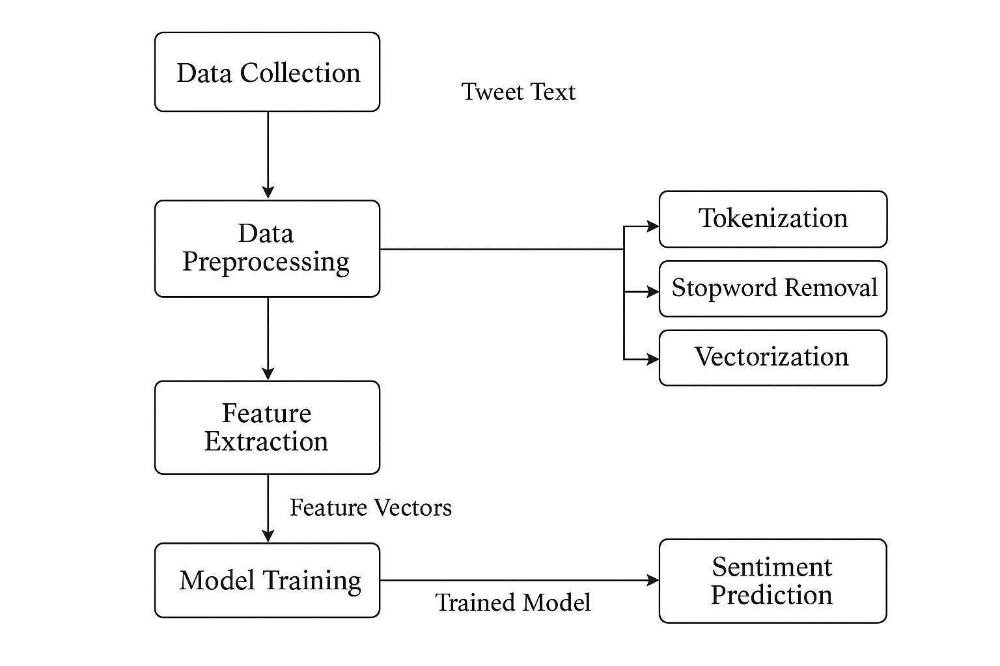 Data Collection
Tweet Text
Data
Preprocessing
Tokenization
Stopword Removal
Vectorization
Feature
Extraction
Feature Vectors
Model Training
Trained Model
Sentiment
Prediction